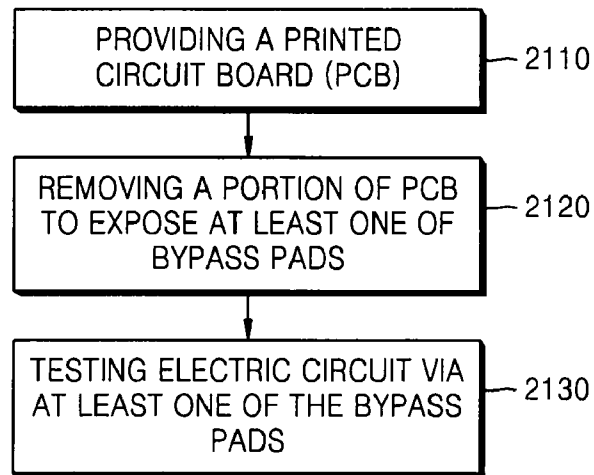 PROVIDING A PRINTED
CIRCUIT BOARD (PCB)
2110
REMOVING A PORTION OF PCB
TO EXPOSE AT LEAST ONE OF
BYPASS PADS
2120
TESTING ELECTRIC CIRCUIT VIA
AT LEAST ONE OF THE BYPASS
PADS
2130